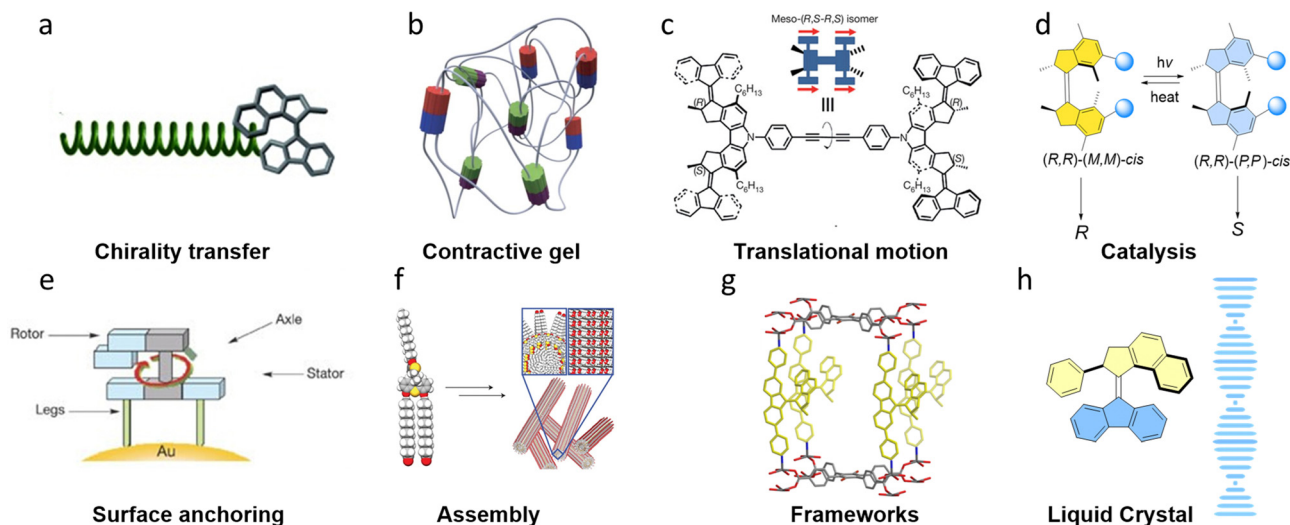 a
b
c
d
Meso-(R,S-R,S) isomer
C6H13
C6H13
(R)
(R)
N
N
(S)
(S)
C6H13
C6H13
hν
heat
(R,R)-(M,M)-cis
(R,R)-(P,P)-cis
R
S
Chirality transfer
Contractive gel
Translational motion
Catalysis
e
f
g
h
Rotor
Axle
Stator
Legs
Au
Surface anchoring
Assembly
Frameworks
Liquid Crystal